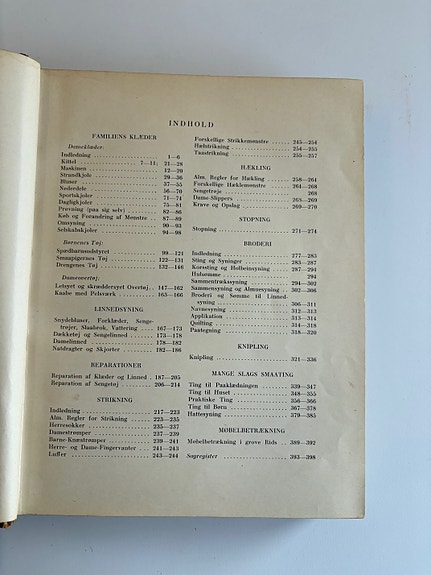 INDHOLD
FAMILIENS KLÆDER
Dameklæder:
Indledning 1—6
Kittel 7—11; 21—28
Maskinen 12—20
Strandkjole 29—36
Bluser 37—55
Nederdele 56—70
Sportskjoler 71—74
Dagligkjoler 75—81
Prøvning (paa sig selv) 82—86
Køb og Forandring af Mønstre 87—89
Omsyning 90—93
Selskabskjoler 94—98
Børnenes Tøj:
Spædbarnsudstyret 99—121
Smaapigernes Tøj 122—131
Drengenes Tøj 132—146
Dameovertøj:
Letsyet og skræddersyet Overtøj 147—162
Kaabe med Pelsværk 163—166
LINNEDSYNING
Snydebluser, Forklæder, Senge-
trøjer, Slaabrok, Vattering 167—173
Dækketøj og Sengelinned 173—178
Damelinned 178—182
Natdragter og Skjorter 182—186
REPARATIONER
Reparation af Klæder og Linned 187—205
Reparation af Sengetøj 206—214
STRIKNING
Indledning 217—223
Alm. Regler for Strikning 223—235
Herresokker 235—237
Damestrømper 237—239
Børne-Knæstrømper 239—241
Herre- og Dame-Fingervanter 241—243
Luffer 243—244
Forskellige Strikkemønstre 245—254
Hælstrikning 254—255
Taastrikning 255—257
HÆKLING
Alm. Regler for Hækling 258—264
Forskellige Hæklemønstre 264—268
Sengetrøje 268
Dame-Slippers 268—269
Krave og Opslag 269—270
STOPNING
Stopning 271—274
BRODERI
Indledning 277—283
Sting og Syninger 283—287
Korssting og Holbeinsyning 287—294
Hulsømme 294
Sammentrækssyning 294—302
Sammensyning og Almuesyning 302—306
Broderi og Sømme til Linned-
syning 306—311
Navnesyning 312—313
Applikation 313—314
Quilting 314—318
Paategning 318—320
KNIPLING
Knipling 321—336
MANGE SLAGS SMAATING
Ting til Paaklædningen 339—347
Ting til Huset 348—355
Praktiske Ting 356—366
Ting til Børn 367—378
Hattesyning 379—385
MØBELBETRÆKNING
Møbelbetrækning i grove Rids 389—392
Sagregister 393—398